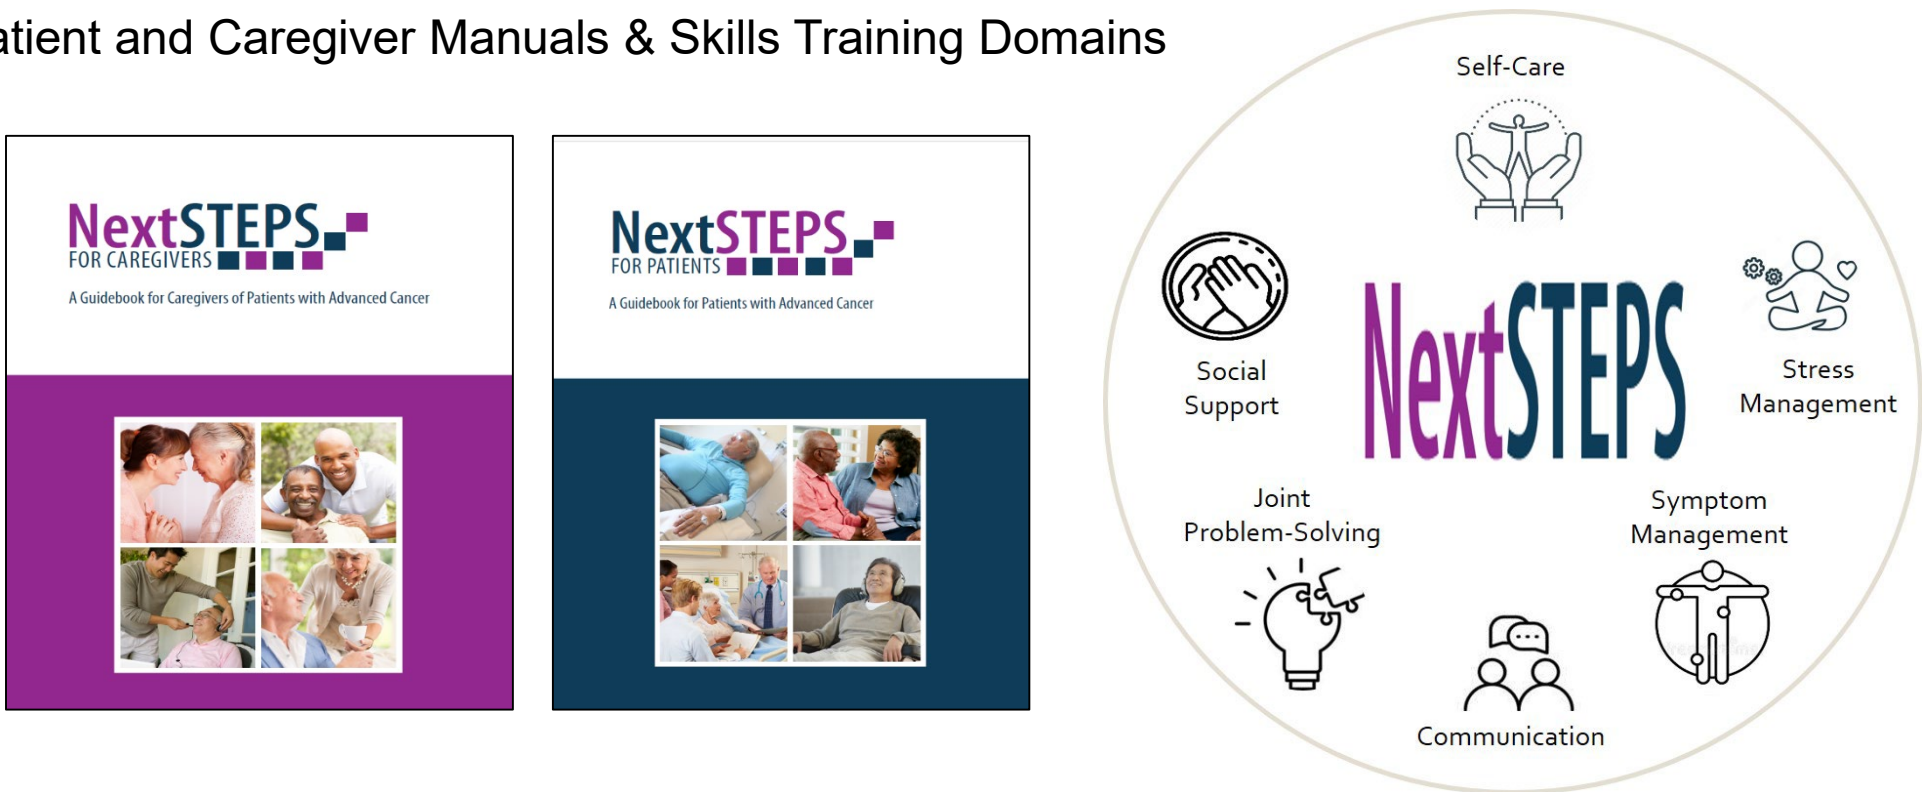 atient and Caregiver Manuals & Skills Training Domains
NextSTEPS
FOR CAREGIVERS
A Guidebook for Caregivers of Patients with Advanced Cancer
NextSTEPS
FOR PATIENTS
A Guidebook for Patients with Advanced Cancer
Self-Care
Social
Support
NextSTEPS
Stress
Management
Joint
Problem-Solving
Symptom
Management
Communication